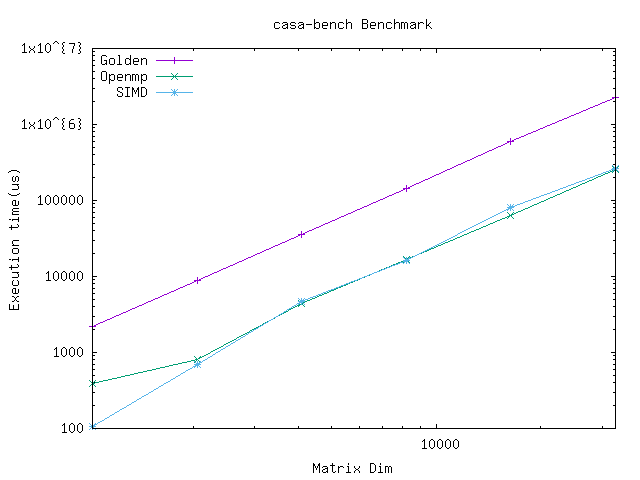 casa-bench Benchmark
1x10^{7}
Golden
Openmp
SIMD
1x10^{6}
100000
10000
1000
100
Execution time(us)
10000
Matrix Dim